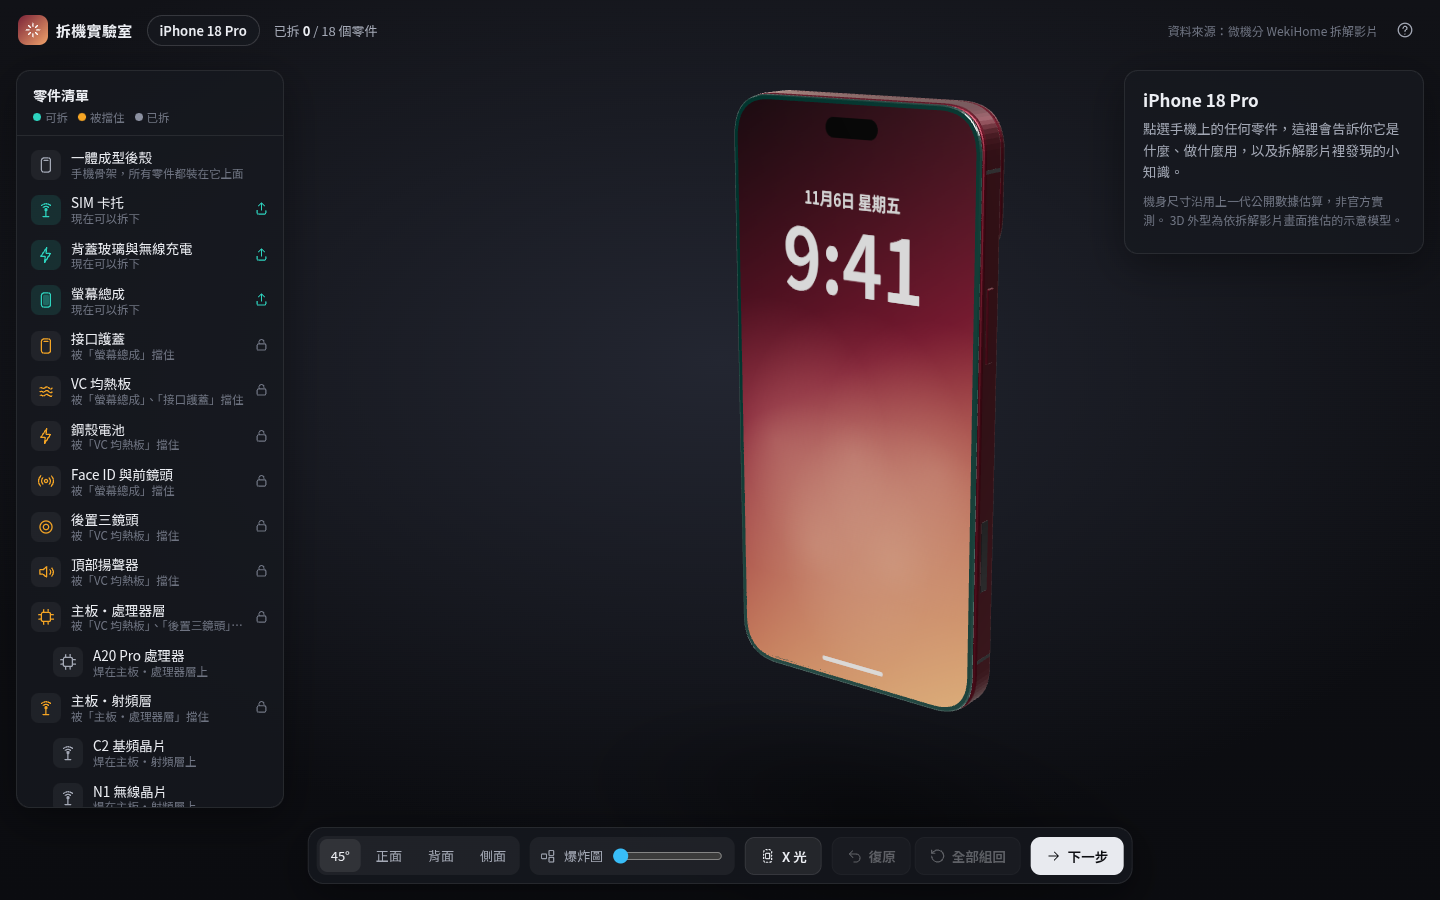 拆機實驗室
iPhone 18 Pro
已拆 0 / 18 個零件
資料來源：微機分 WekiHome 拆解影片
零件清單
可拆 被擋住 已拆
一體成型後殼
手機骨架，所有零件都裝在它上面
SIM 卡托
現在可以拆下
背蓋玻璃與無線充電
現在可以拆下
螢幕總成
現在可以拆下
接口護蓋
被「螢幕總成」擋住
VC 均熱板
被「螢幕總成」、「接口護蓋」擋住
鋼殼電池
被「VC 均熱板」擋住
Face ID 與前鏡頭
被「螢幕總成」擋住
後置三鏡頭
被「VC 均熱板」擋住
頂部揚聲器
被「VC 均熱板」擋住
主板・處理器層
被「VC 均熱板」、「後置三鏡頭」…
A20 Pro 處理器
焊在主板・處理器層上
主板・射頻層
被「主板・處理器層」擋住
C2 基頻晶片
焊在主板・射頻層上
N1 無線晶片
焊在主板・射頻層上
11月6日 星期五
9:41
iPhone 18 Pro
點選手機上的任何零件，這裡會告訴你它是
什麼、做什麼用，以及拆解影片裡發現的小
知識。
機身尺寸沿用上一代公開數據估算，非官方實
測。 3D 外型為依拆解影片畫面推估的示意模型。
45° 正面 背面 側面
爆炸圖
X 光
復原
全部組回
下一步